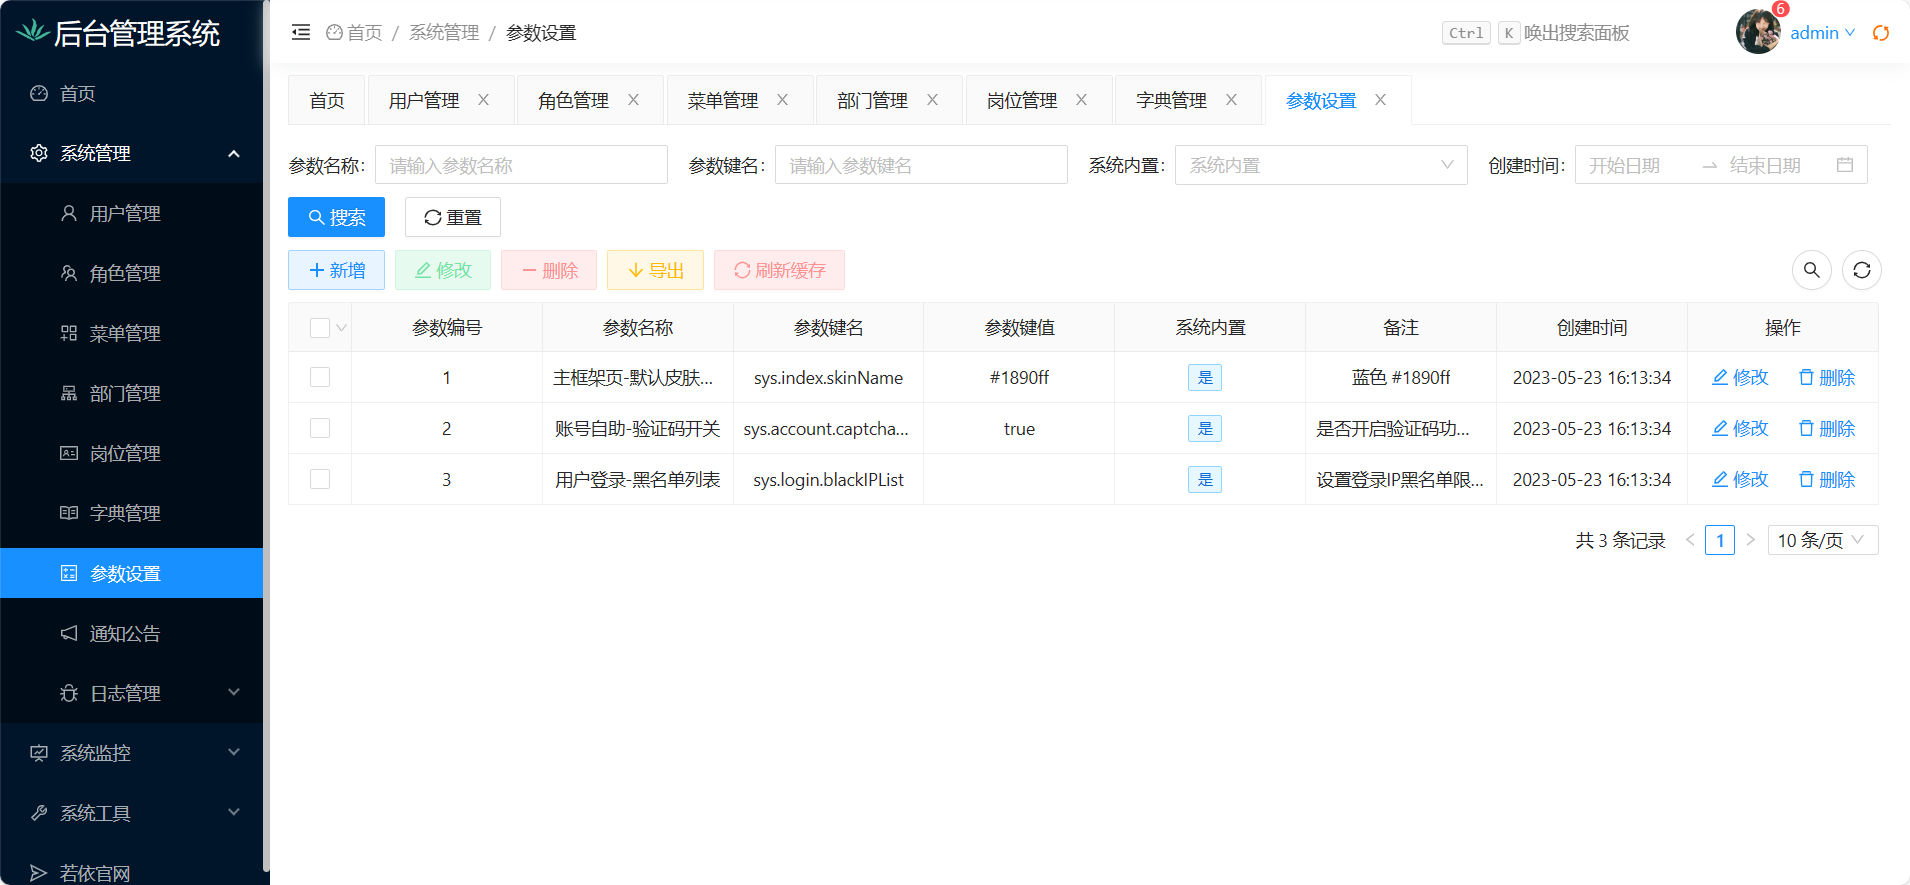 后台管理系统
首页
系统管理
用户管理
角色管理
菜单管理
部门管理
岗位管理
字典管理
参数设置
通知公告
日志管理
系统监控
系统工具
若依官网
首页 / 系统管理 / 参数设置
Ctrl K 唤出搜索面板
6
admin
首页 用户管理 角色管理 菜单管理 部门管理 岗位管理 字典管理 参数设置
参数名称: 请输入参数名称 参数键名: 请输入参数键名 系统内置: 系统内置 创建时间: 开始日期 → 结束日期
搜索 重置
新增 修改 删除 导出 刷新缓存
参数编号 参数名称 参数键名 参数键值 系统内置 备注 创建时间 操作
1 主框架页-默认皮肤... sys.index.skinName #1890ff 是 蓝色 #1890ff 2023-05-23 16:13:34 修改 删除
2 账号自助-验证码开关 sys.account.captcha... true 是 是否开启验证码功... 2023-05-23 16:13:34 修改 删除
3 用户登录-黑名单列表 sys.login.blackIPList 是 设置登录IP黑名单限... 2023-05-23 16:13:34 修改 删除
共 3 条记录 < 1 > 10 条/页